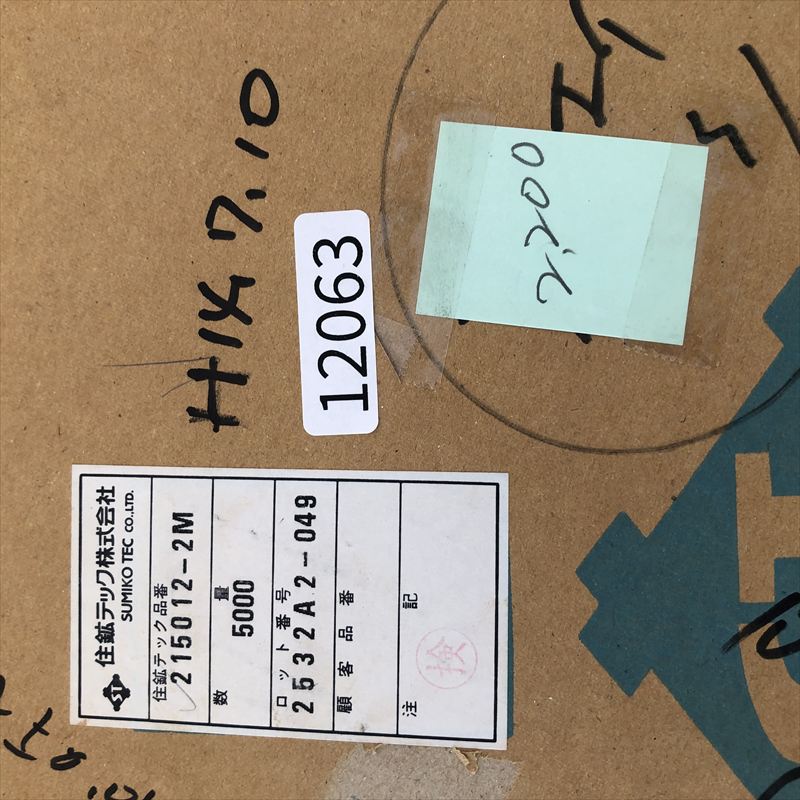 H14.7.10
12063
2.200
住鉱テック株式会社
SUMIKO TEC CO.,LTD.
住鉱テック品番
215012-2M
数量
5000
ロット番号
2532A2-049
顧客品番
注記
検